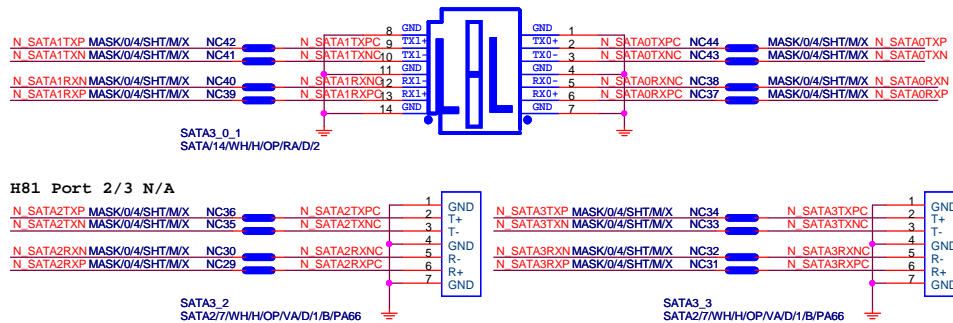 8 GND GND 1
N_SATA1TXP MASK/0/4/SHT/M/X NC42 N_SATA1TXPC 9 TX1+ TX0+ 2 N_SATA0TXPC NC44 MASK/0/4/SHT/M/X N_SATA0TXP
N_SATA1TXN MASK/0/4/SHT/M/X NC41 N_SATA1TXNC 10 TX1- TX0- 3 N_SATA0TXNC NC43 MASK/0/4/SHT/M/X N_SATA0TXN
11 GND GND 4
N_SATA1RXN MASK/0/4/SHT/M/X NC40 N_SATA1RXNC 12 RX1- RX0- 5 N_SATA0RXNC NC38 MASK/0/4/SHT/M/X N_SATA0RXN
N_SATA1RXP MASK/0/4/SHT/M/X NC39 N_SATA1RXPC 13 RX1+ RX0+ 6 N_SATA0RXPC NC37 MASK/0/4/SHT/M/X N_SATA0RXP
14 GND GND 7
SATA3_0_1
SATA/14/WH/H/OP/RA/D/2
H81 Port 2/3 N/A
1 GND
N_SATA2TXP MASK/0/4/SHT/M/X NC36 N_SATA2TXPC 2 T+
N_SATA2TXN MASK/0/4/SHT/M/X NC35 N_SATA2TXNC 3 T-
4 GND
N_SATA2RXN MASK/0/4/SHT/M/X NC30 N_SATA2RXNC 5 R-
N_SATA2RXP MASK/0/4/SHT/M/X NC29 N_SATA2RXPC 6 R+
7 GND
SATA3_2
SATA2/7/WH/H/OP/VA/D/1/B/PA66
1 GND
N_SATA3TXP MASK/0/4/SHT/M/X NC34 N_SATA3TXPC 2 T+
N_SATA3TXN MASK/0/4/SHT/M/X NC33 N_SATA3TXNC 3 T-
4 GND
N_SATA3RXN MASK/0/4/SHT/M/X NC32 N_SATA3RXNC 5 R-
N_SATA3RXP MASK/0/4/SHT/M/X NC31 N_SATA3RXPC 6 R+
7 GND
SATA3_3
SATA2/7/WH/H/OP/VA/D/1/B/PA66